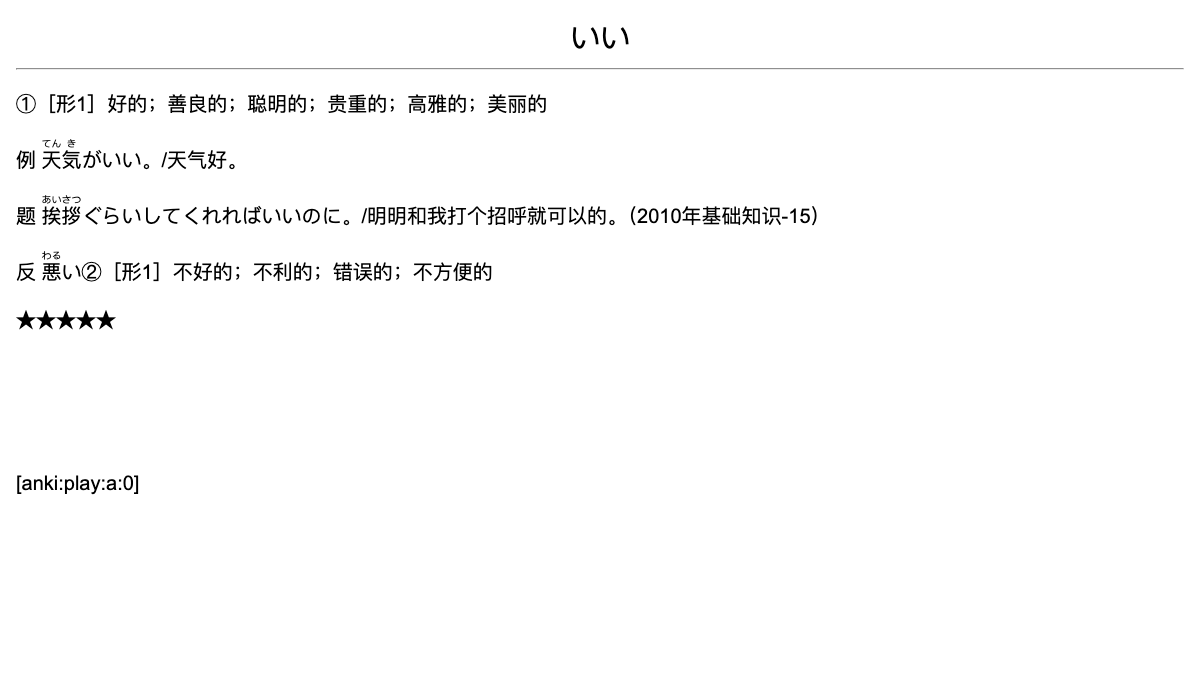 いい
①［形1］好的；善良的；聪明的；贵重的；高雅的；美丽的
てん き
例 天気がいい。/天气好。
あいさつ
题 挨拶ぐらいしてくれればいいのに。/明明和我打个招呼就可以的。（2010年基础知识-15）
わる
反 悪い②［形1］不好的；不利的；错误的；不方便的
★★★★★
[anki:play:a:0]